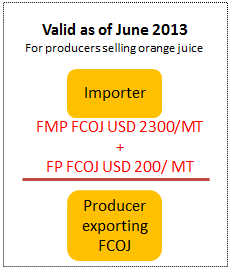 Valid as of June 2013
For producers selling orange juice
Importer
FMP FCOJ USD 2300/MT
+
FP FCOJ USD 200/ MT
Producer
exporting
FCOJ